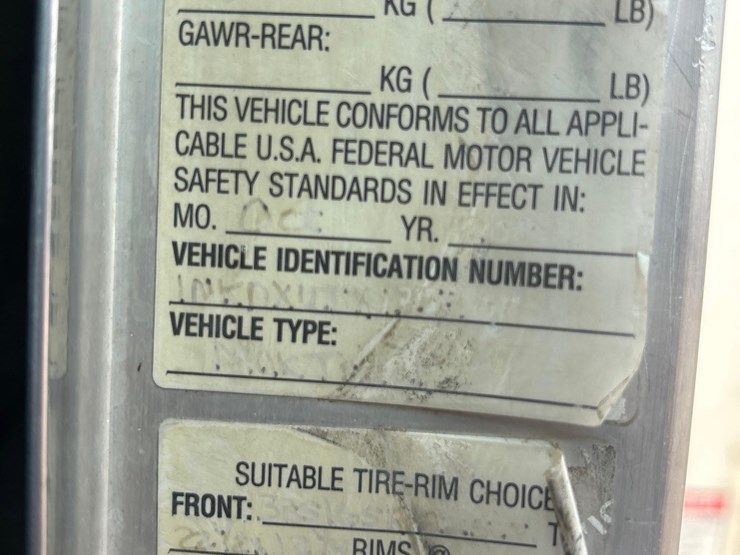 KG ( LB)
GAWR-REAR:
KG ( LB)
THIS VEHICLE CONFORMS TO ALL APPLI-
CABLE U.S.A. FEDERAL MOTOR VEHICLE
SAFETY STANDARDS IN EFFECT IN:
MO. Oct YR.
VEHICLE IDENTIFICATION NUMBER:
VEHICLE TYPE:
SUITABLE TIRE-RIM CHOICE
FRONT:
RIMS